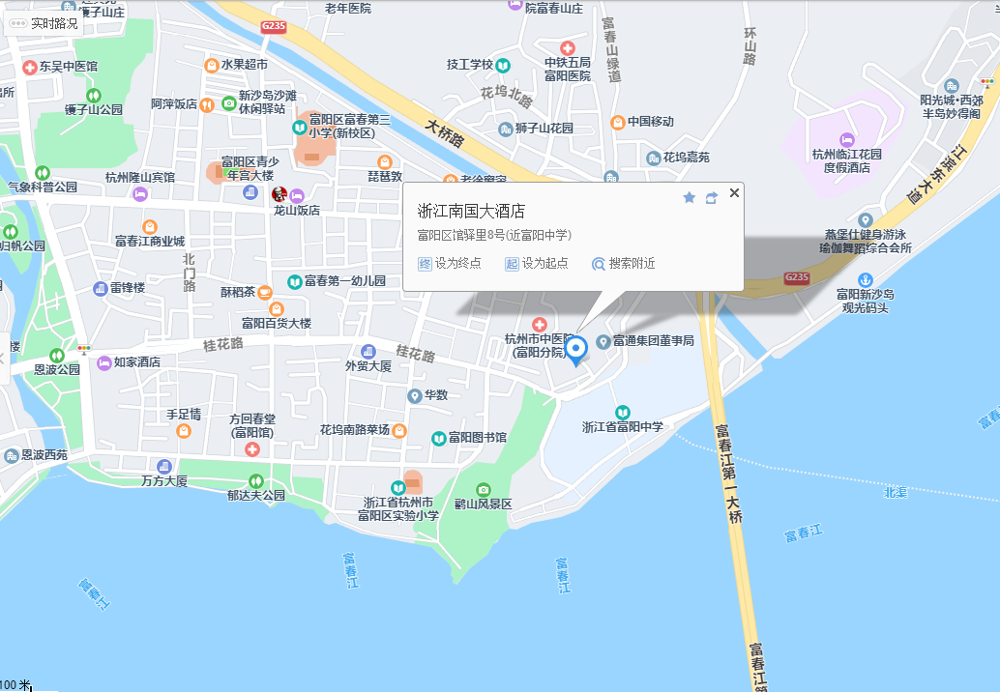 镬子山庄
老年医院
院富春山庄
实时路况
G235
富春山绿道
环山路
东吴中医馆
水果超市
技工学校
中铁五局
富阳医院
镬子山公园
阿萍饭店
新沙岛沙滩
休闲驿站
花坞北路
阳光城·西郊
半岛妙得阁
富阳区富春第三
小学(新校区)
大桥路
狮子山花园
中国移动
杭州临江花园
度假酒店
江滨东大道
富阳区青少
年宫大楼
琵琶敦
花坞嘉苑
气象科普公园
杭州隆山宾馆
龙山饭店
浙江南国大酒店
富阳区馆驿里8号(近富阳中学)
终 设为终点
起 设为起点
搜索附近
归帆公园
富春江商业城
燕堡仕健身游泳
瑜伽舞蹈综合会所
北门路
雷锋楼
酥稻茶
富春第一幼儿园
G235
富阳新沙岛
观光码头
富阳百货大楼
桂花路
杭州市中医院
(富阳分院)
富通集团董事局
恩波公园
如家酒店
外贸大厦
桂花路
华数
手足情
方回春堂
(富阳馆)
花坞南路菜场
富阳图书馆
浙江省富阳中学
恩波西苑
万方大厦
郁达夫公园
浙江省杭州市
富阳区实验小学
鹳山风景区
富春江第一大桥
北渠
富春江
富春江
富春江
富春江
富春江第
100 米